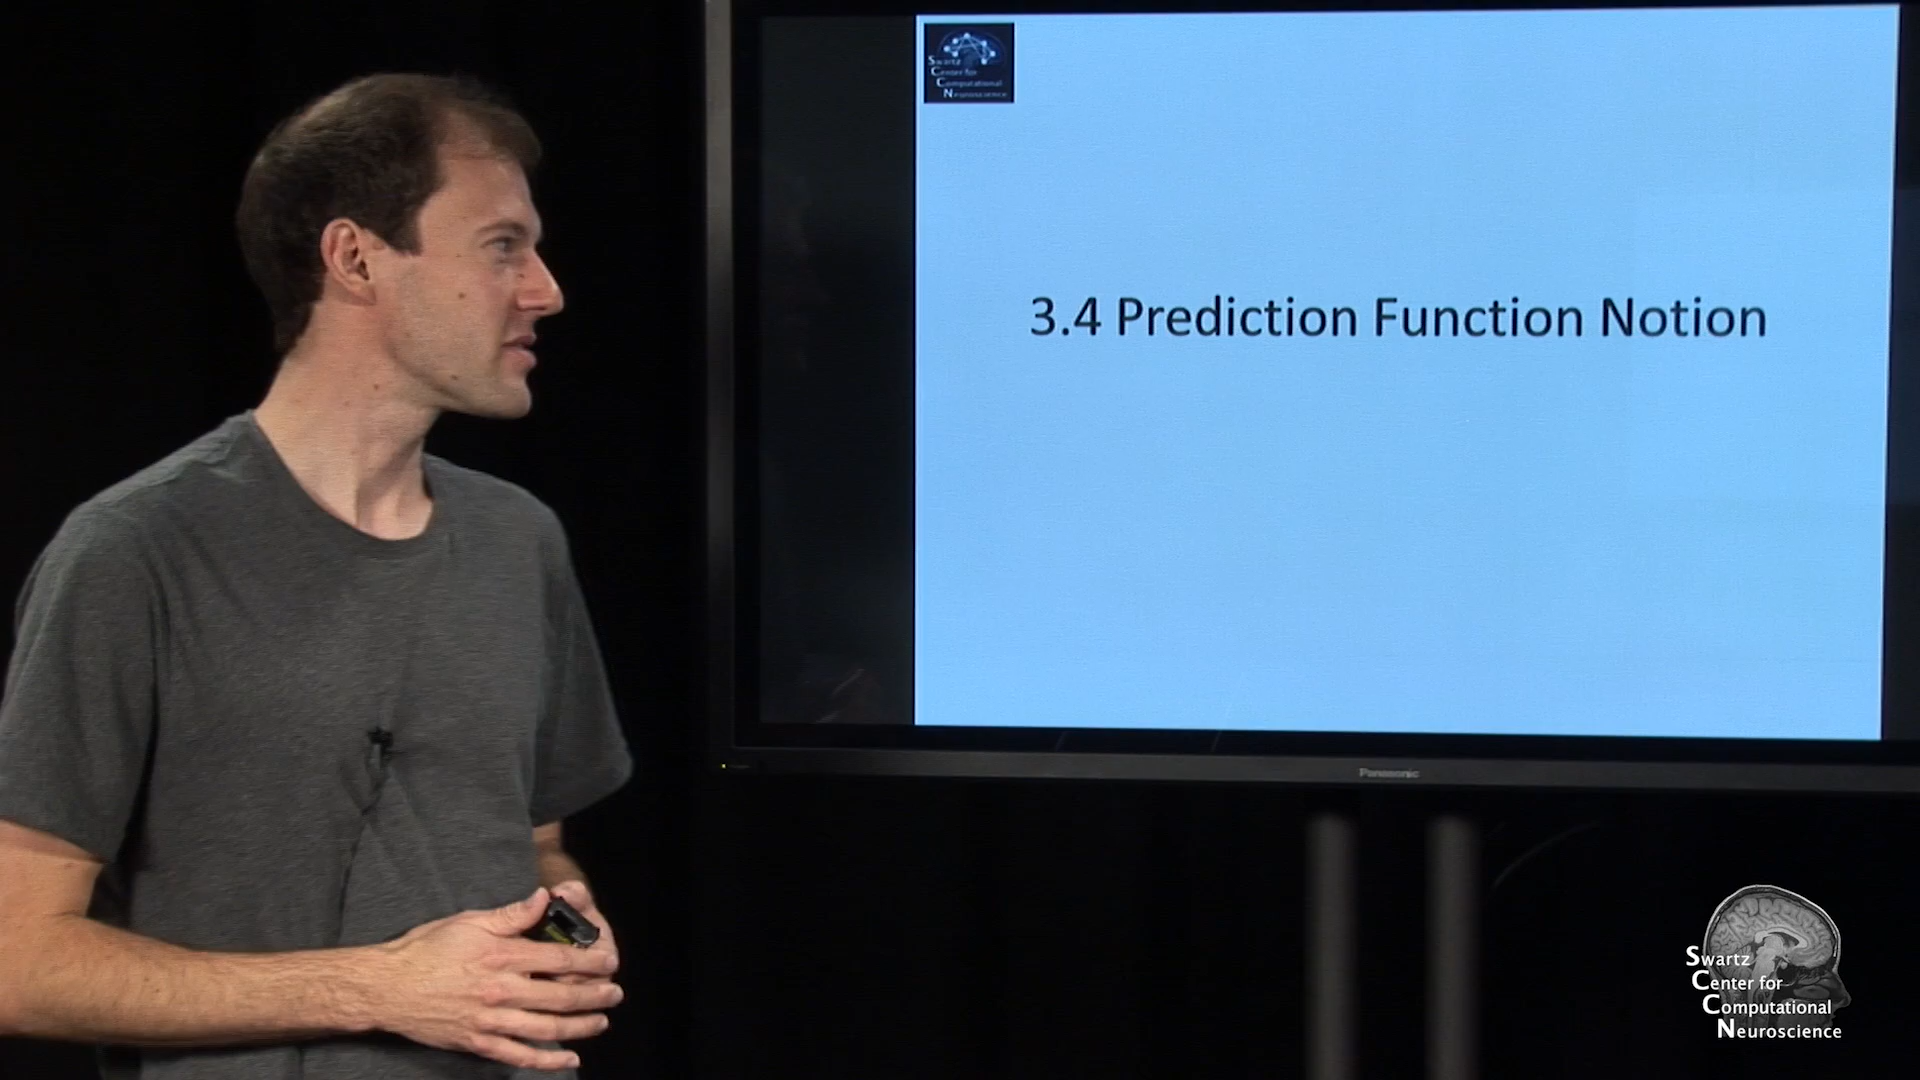 Swartz
Center for
Computational
Neuroscience
3.4 Prediction Function Notion
Panasonic
Swartz
Center for
Computational
Neuroscience